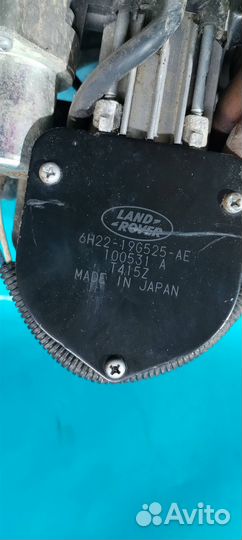 LAND
ROVER
6H22-19G525-AE
100531 A
T415Z
MADE IN JAPAN
Avito